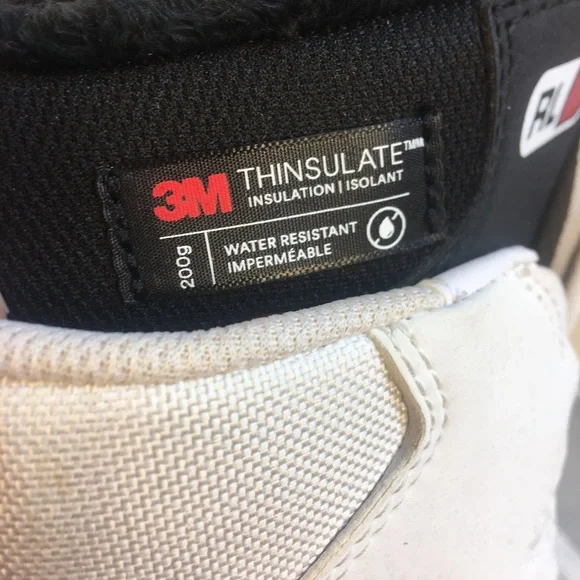 3M THINSULATE™
INSULATION | ISOLANT
200g
WATER RESISTANT
IMPERMÉABLE